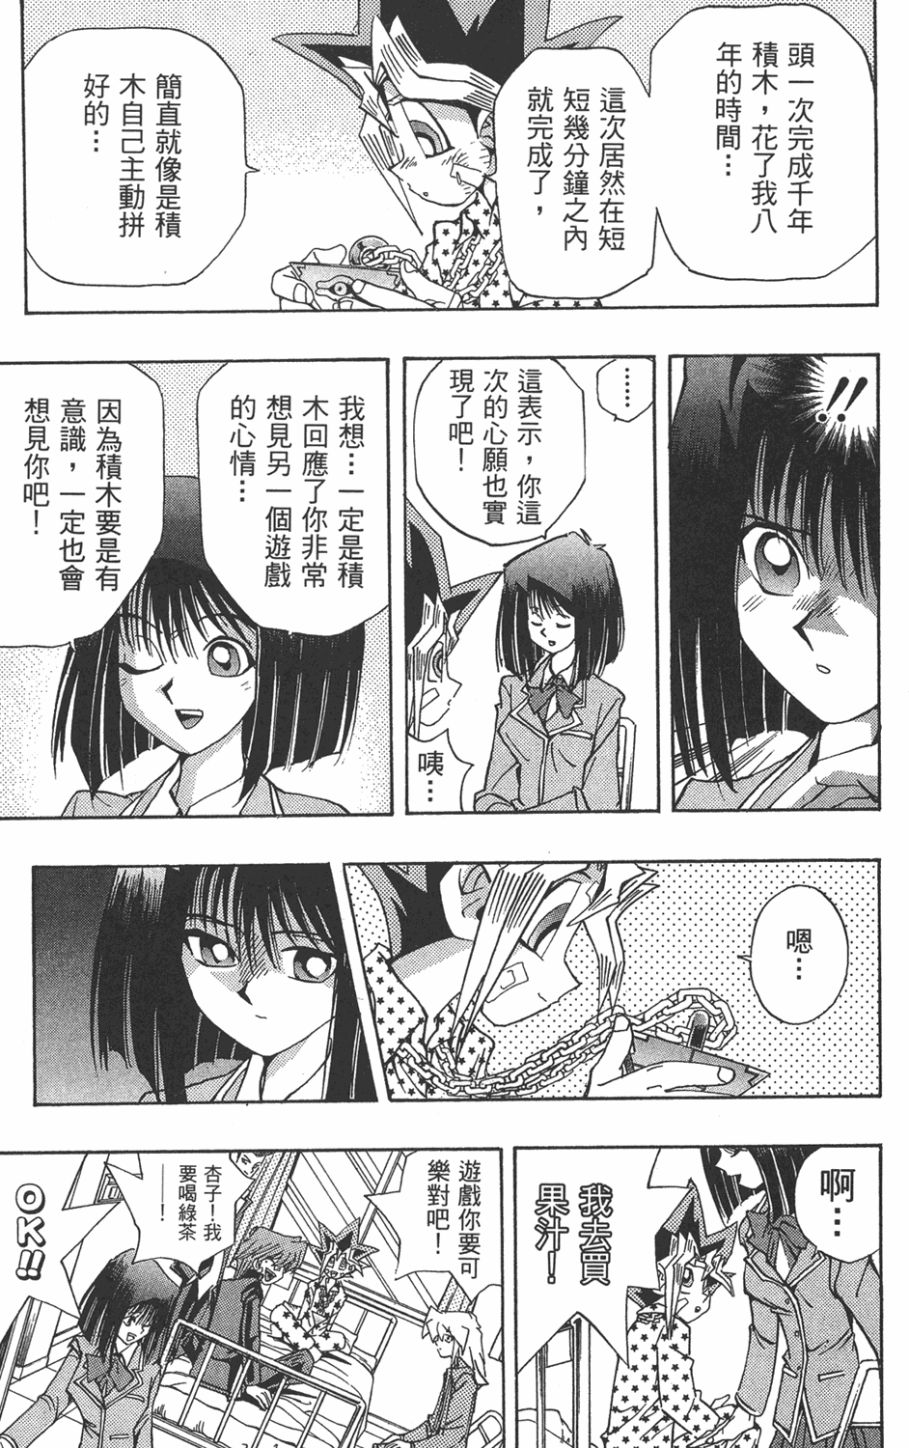 頭一次完成千年
積木，花了我八
年的時間…
這次居然在短
短幾分鐘之內
就完成了，
簡直就像是積
木自己主動拼
好的…
!!
……
這表示，你這
次的心願也實
現了吧！
咦…
我想…一定是積
木回應了你非常
想見另一個遊戲
的心情…
因為積木要是有
意識，一定也會
想見你吧！
嗯…
啊…
我去買
果汁！
遊戲你要可
樂對吧！
杏子！我
要喝綠茶
——！
OK!!